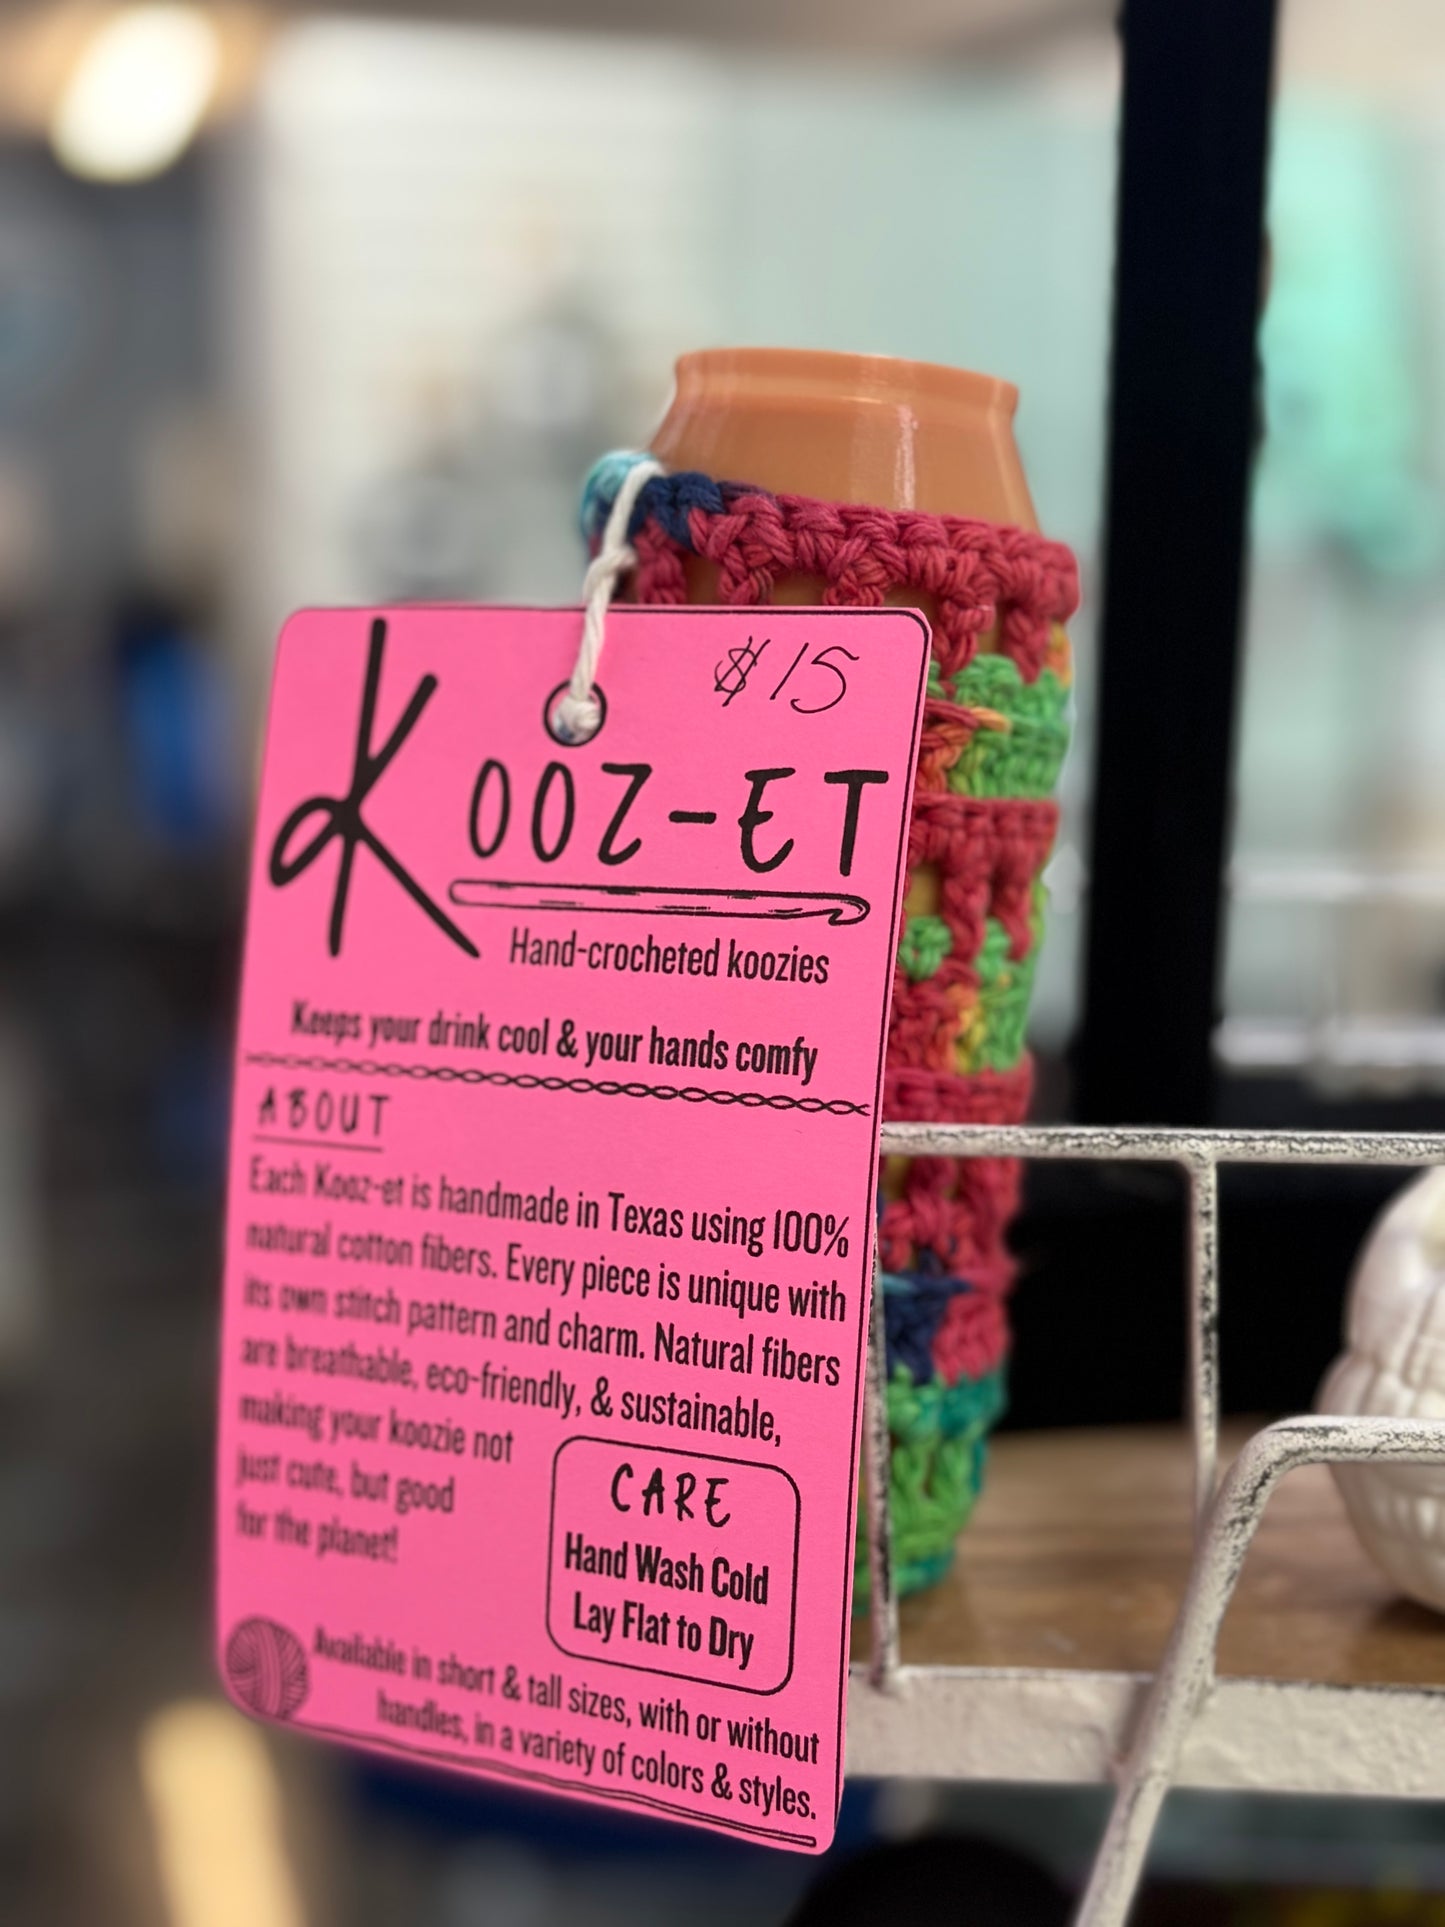 $15
KOOZ-ET
Hand-crocheted koozies
Keeps your drink cool & your hands comfy
ABOUT
Each Kooz-et is handmade in Texas using 100%
natural cotton fibers. Every piece is unique with
its own stitch pattern and charm. Natural fibers
are breathable, eco-friendly, & sustainable,
making your koozie not
just cute, but good
for the planet!
CARE
Hand Wash Cold
Lay Flat to Dry
Available in short & tall sizes, with or without
handles, in a variety of colors & styles.